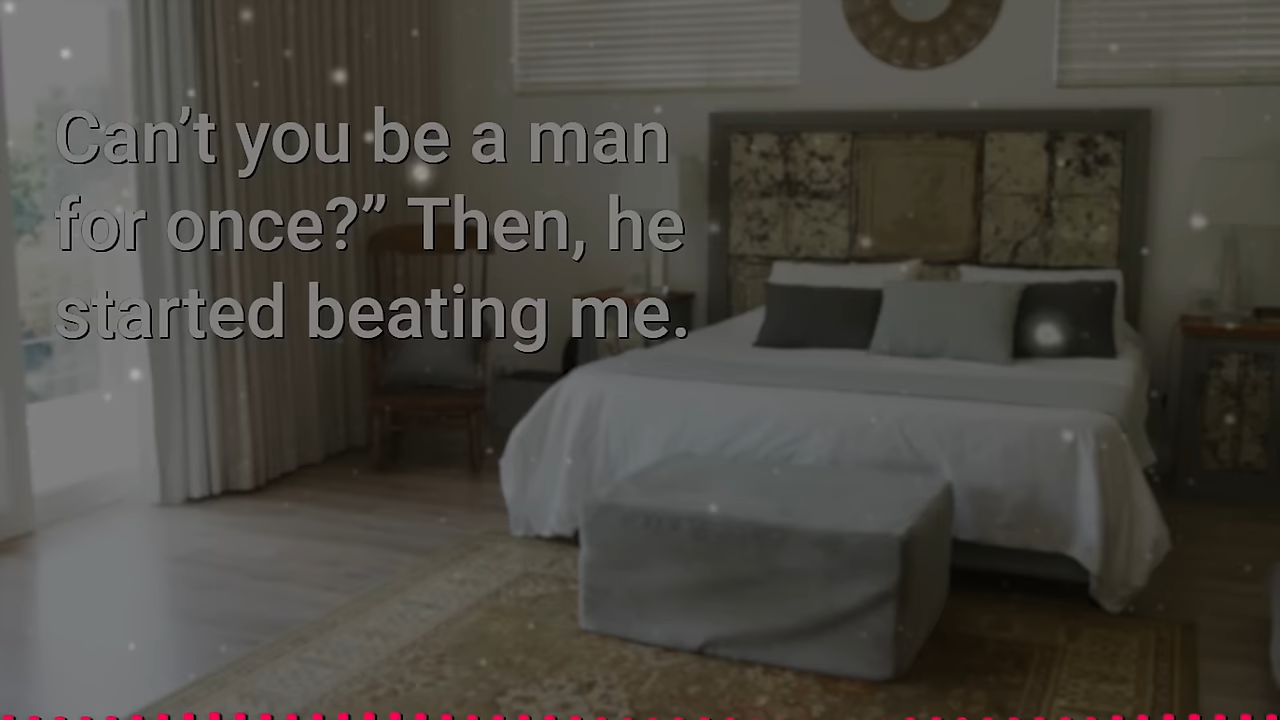 Can’t you be a man
for once?” Then, he
started beating me.